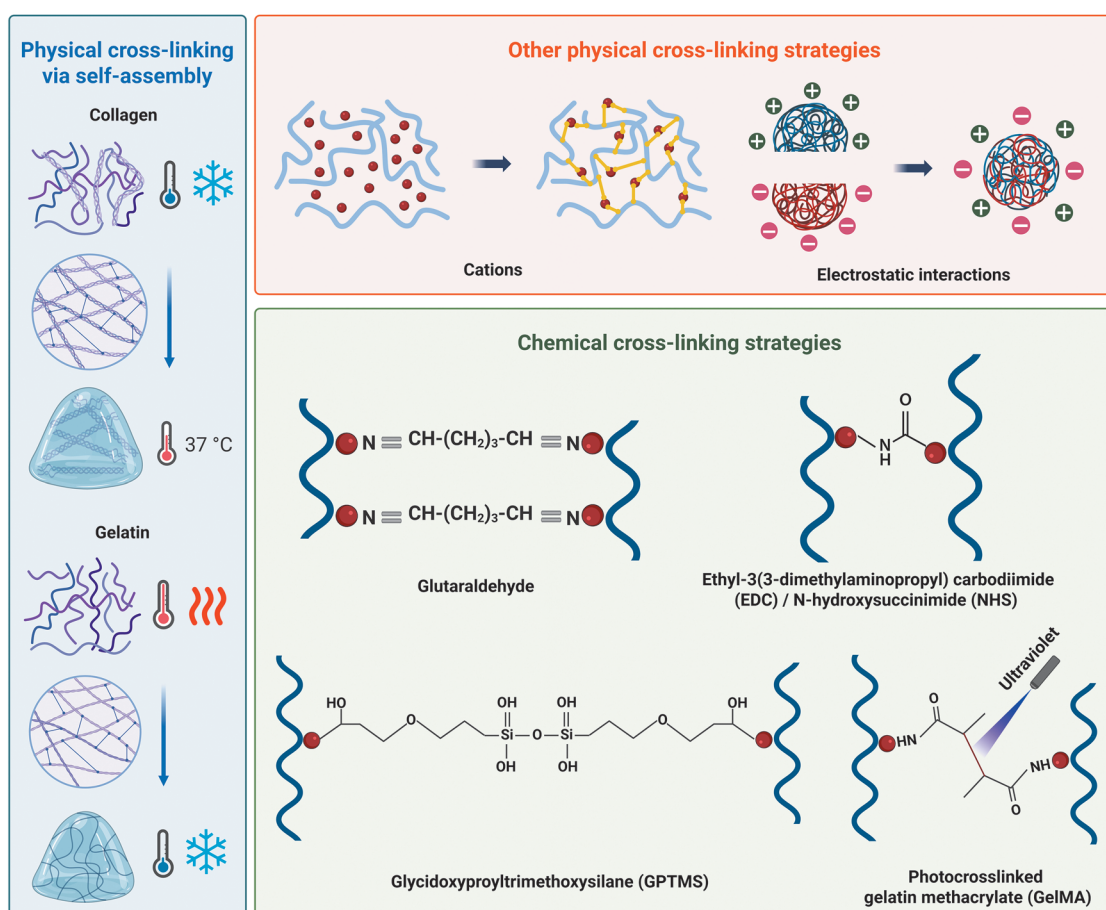 Physical cross-linking
via self-assembly
Collagen
37 °C
Gelatin
Other physical cross-linking strategies
Cations
+ + + + +
− − − − −
+ − + − − + − +
Electrostatic interactions
Chemical cross-linking strategies
N = CH-(CH₂)₃-CH = N
N = CH-(CH₂)₃-CH = N
Glutaraldehyde
O
N
H
Ethyl-3(3-dimethylaminopropyl) carbodiimide
(EDC) / N-hydroxysuccinimide (NHS)
HO O OH OH O OH
Si O Si
OH OH
Glycidoxyproyltrimethoxysilane (GPTMS)
Ultraviolet
O
HN
NH
O
Photocrosslinked
gelatin methacrylate (GelMA)